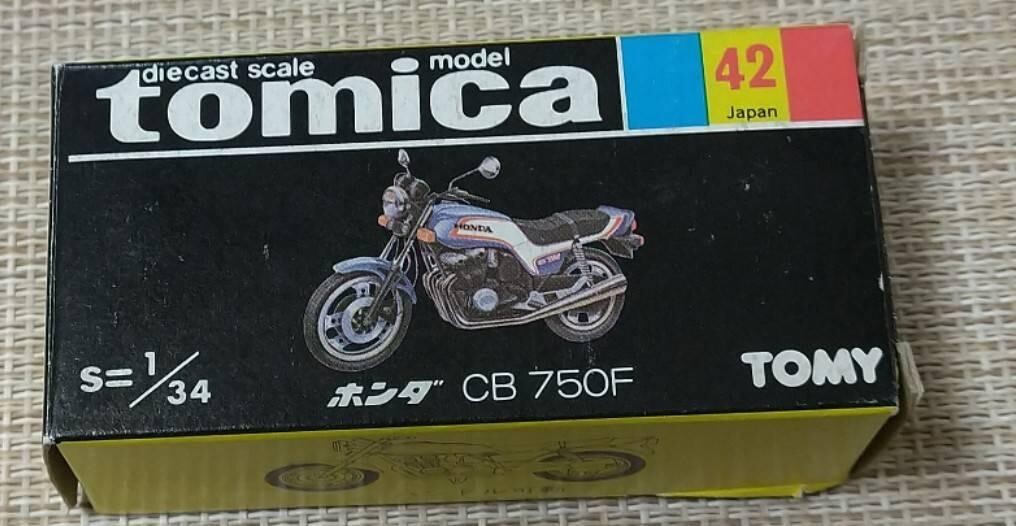 diecast scale model
tomica
42
Japan
HONDA
S=1/34
ホンダ CB 750F
TOMY